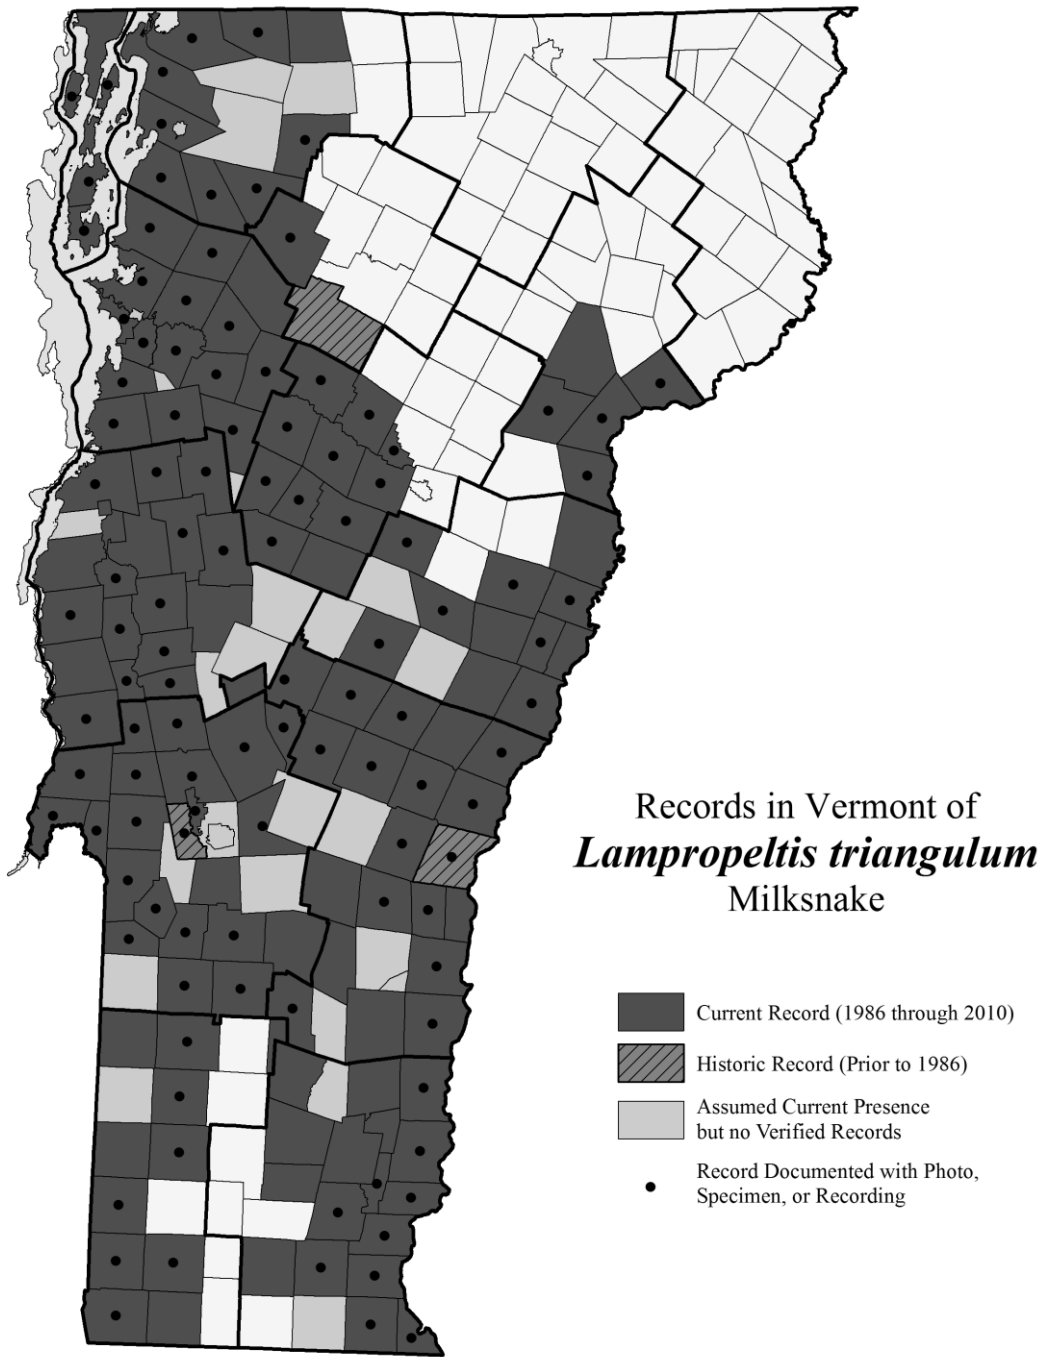 Records in Vermont of
Lampropeltis triangulum
Milksnake
Current Record (1986 through 2010)
Historic Record (Prior to 1986)
Assumed Current Presence
but no Verified Records
Record Documented with Photo,
Specimen, or Recording